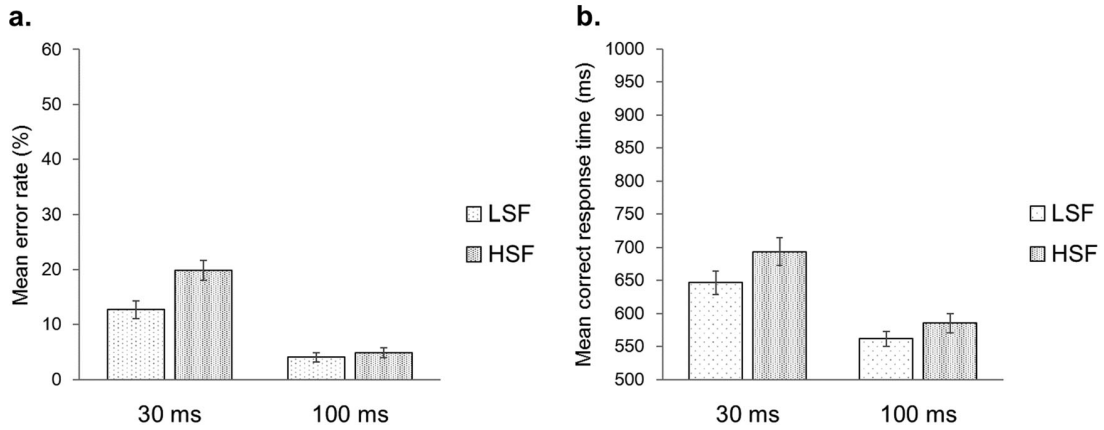 a.
Mean error rate (%)
60
50
40
30
20
10
0
30 ms
100 ms
LSF
HSF
b.
Mean correct response time (ms)
1000
950
900
850
800
750
700
650
600
550
500
30 ms
100 ms
LSF
HSF